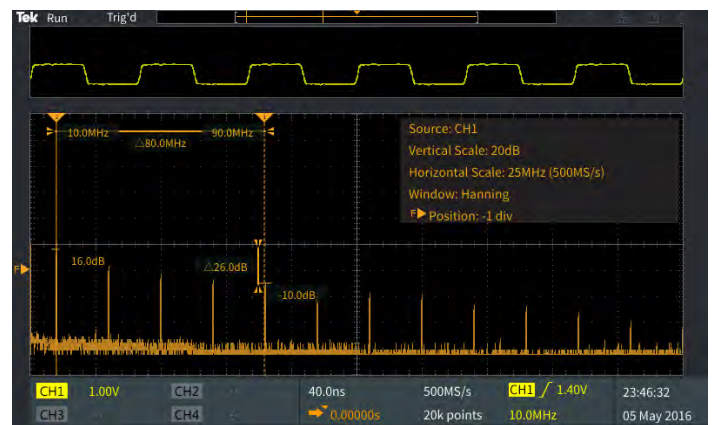 Tek Run Trig'd
10.0MHz 90.0MHz
△80.0MHz
Source: CH1
Vertical Scale: 20dB
Horizontal Scale: 25MHz (500MS/s)
Window: Hanning
F Position: -1 div
F
16.0dB
△26.0dB
-10.0dB
CH1 1.00V CH2 -- 40.0ns 500MS/s CH1 1.40V 23:46:32
CH3 -- CH4 -- 0.00000s 20k points 10.0MHz 05 May 2016